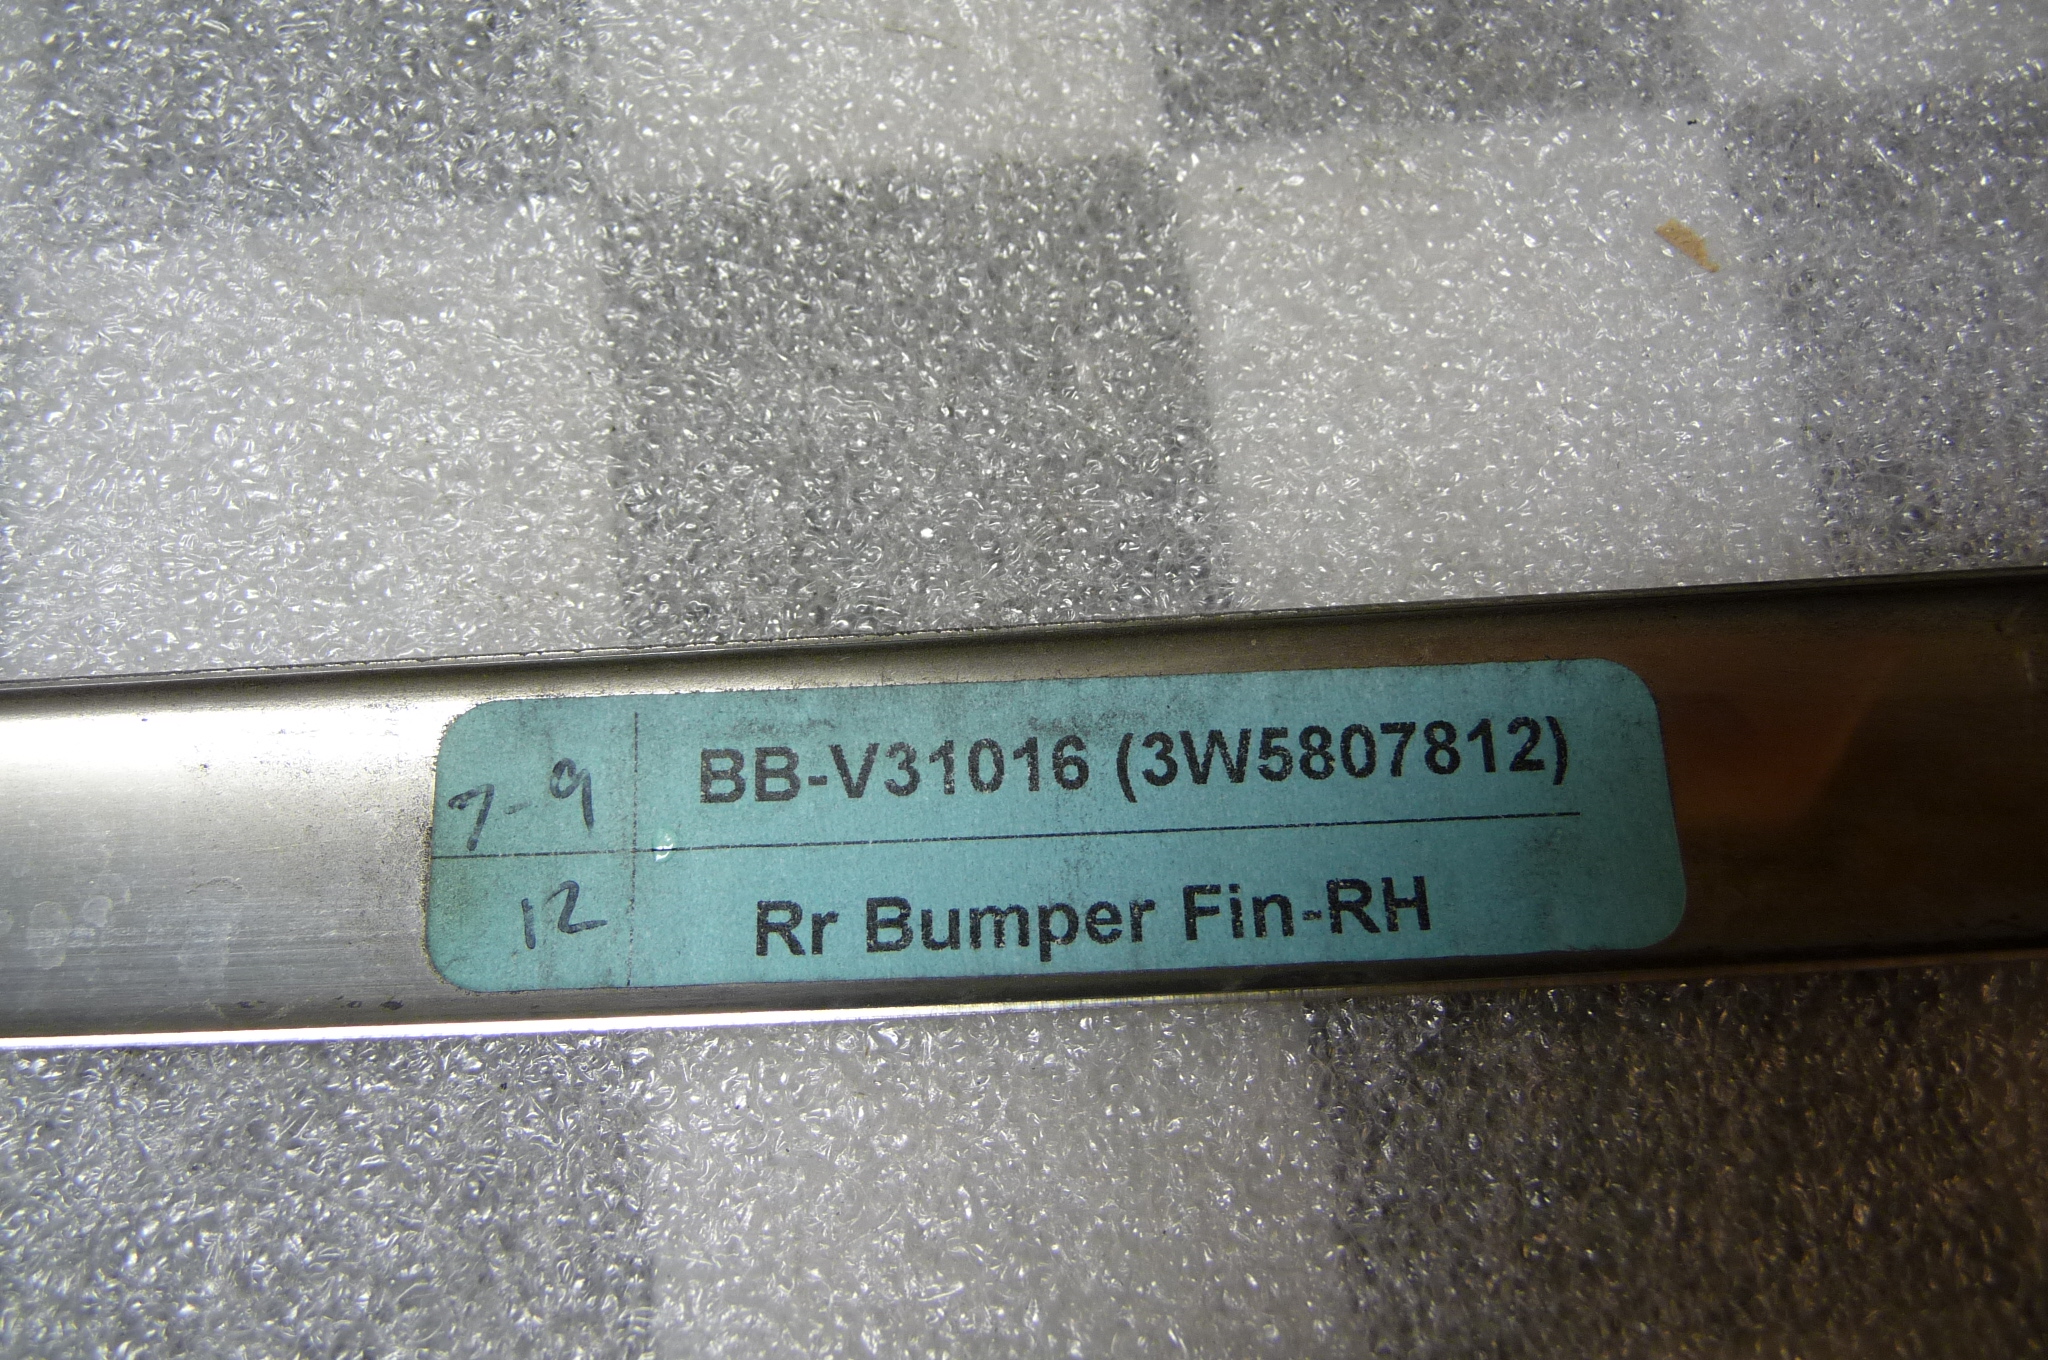 7-9 BB-V31016 (3W5807812)
12 Rr Bumper Fin-RH